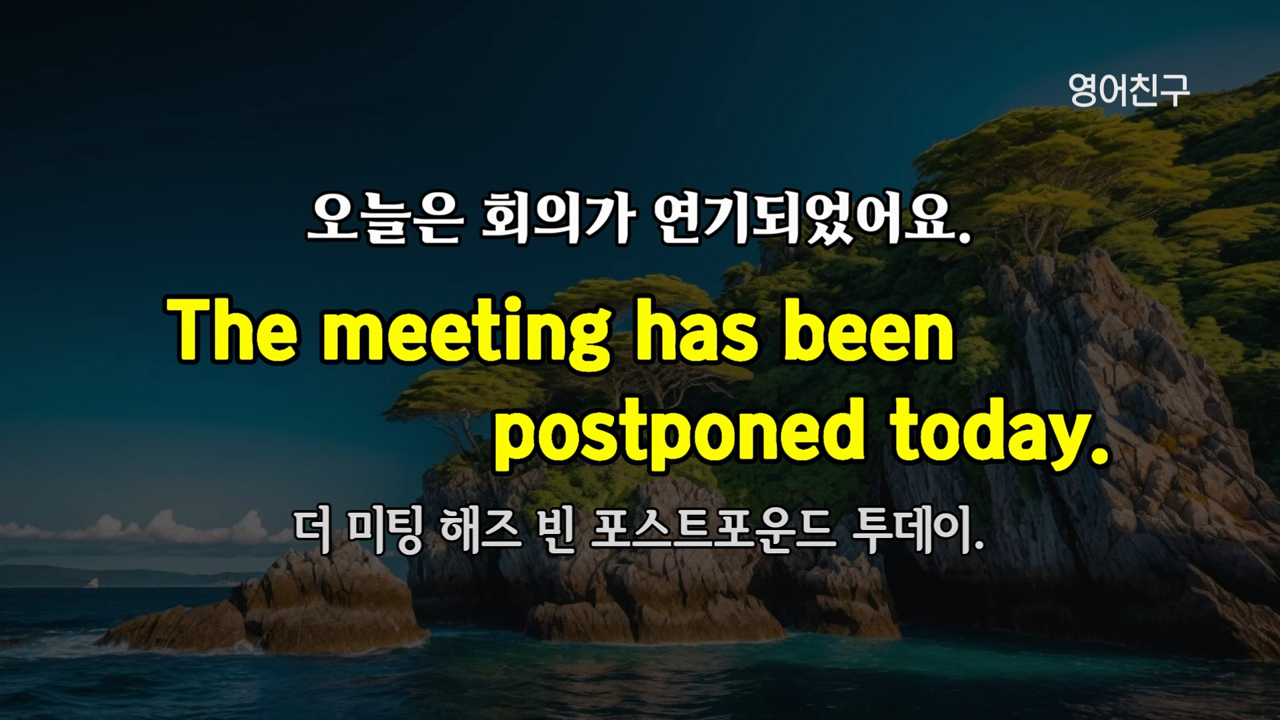 영어친구
오늘은 회의가 연기되었어요.
The meeting has been
postponed today.
더 미팅 해즈 빈 포스트포운드 투데이.